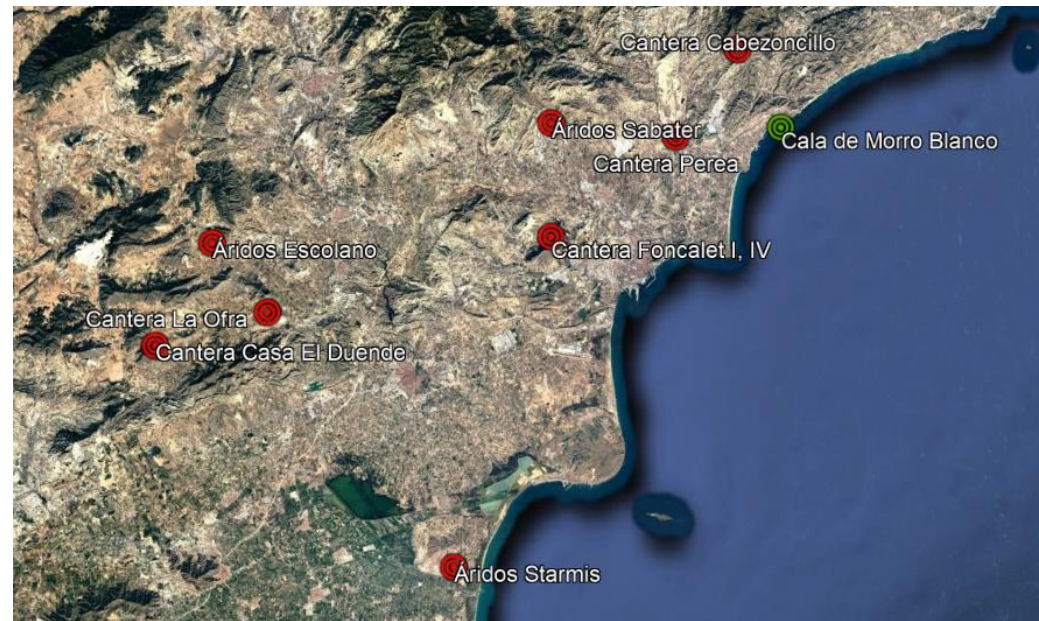 Cantera Cabezoncillo
Áridos Sabater
Cala de Morro Blanco
Cantera Perea
Áridos Escolano
Cantera Foncalet I, IV
Cantera La Ofra
Cantera Casa El Duende
Áridos Starmis